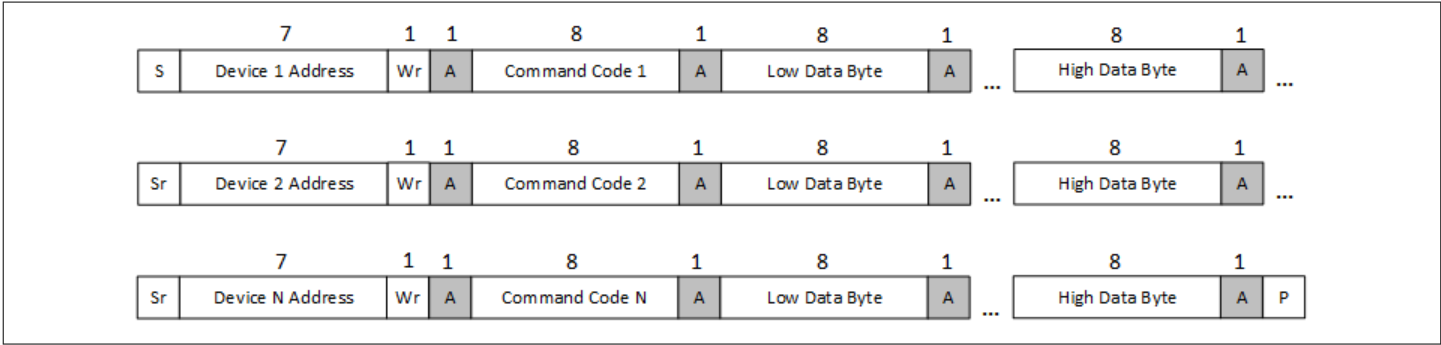 7 1 1 8 1 8 1 8 1
S Device 1 Address Wr A Command Code 1 A Low Data Byte A ... High Data Byte A ...
7 1 1 8 1 8 1 8 1
Sr Device 2 Address Wr A Command Code 2 A Low Data Byte A ... High Data Byte A ...
7 1 1 8 1 8 1 8 1
Sr Device N Address Wr A Command Code N A Low Data Byte A ... High Data Byte A P